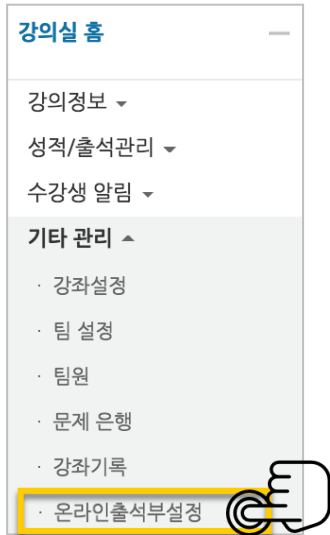 강의실 홈
강의정보
성적/출석관리
수강생 알림
기타 관리
· 강좌설정
· 팀 설정
· 팀원
· 문제 은행
· 강좌기록
· 온라인출석부설정